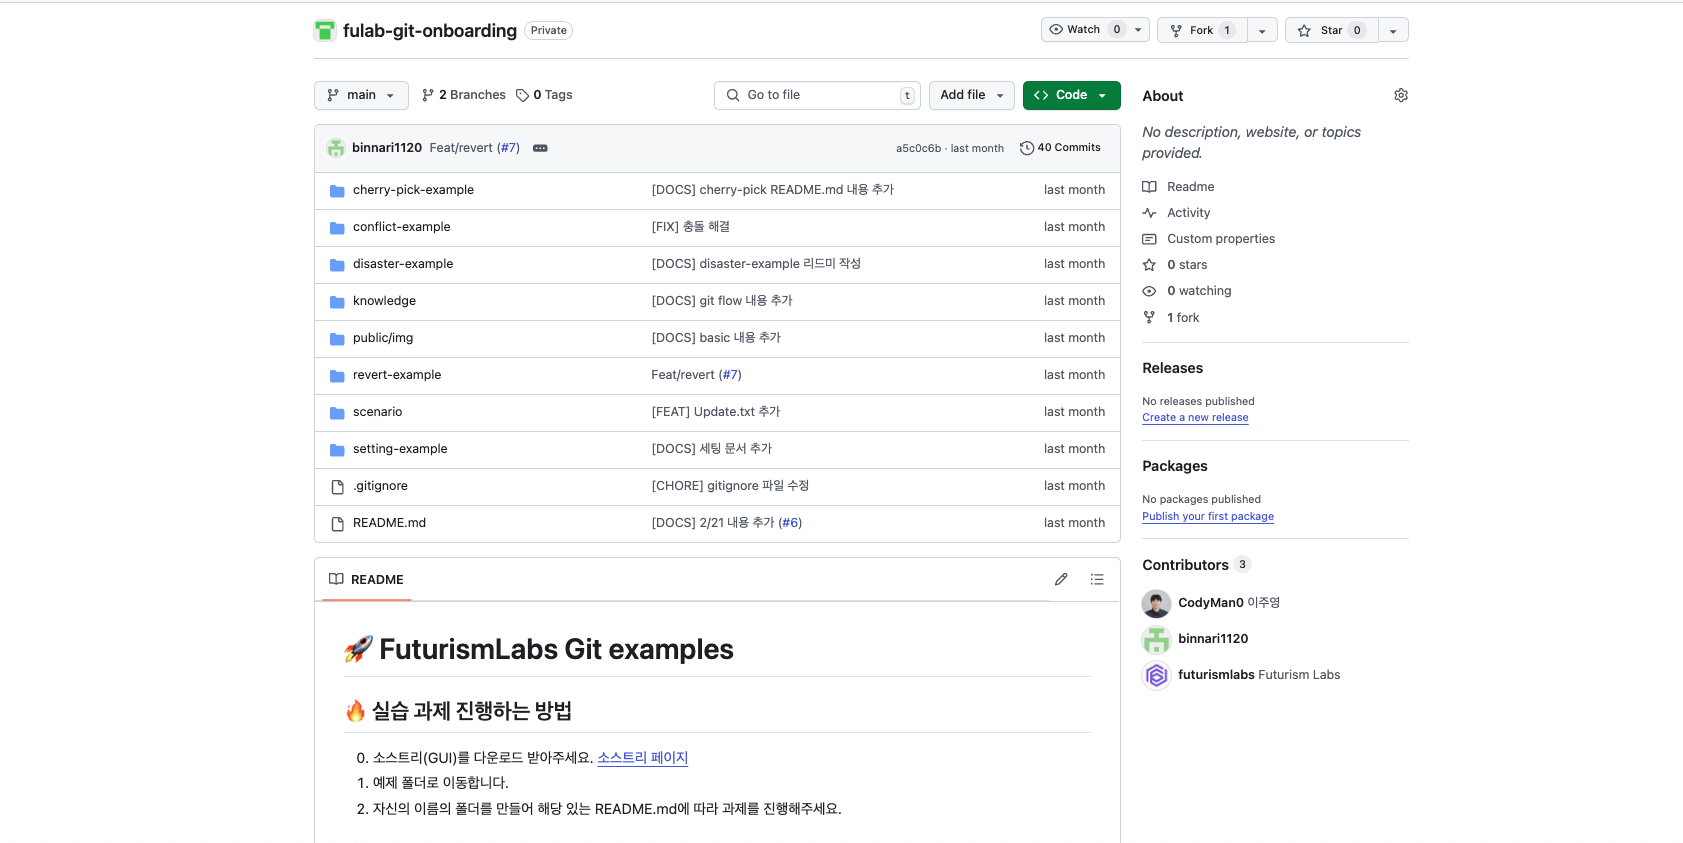 fulab-git-onboarding Private
Watch 0 Fork 1 Star 0
main 2 Branches 0 Tags Go to file t Add file Code
binnari1120 Feat/revert (#7) a5c0c6b · last month 40 Commits
cherry-pick-example [DOCS] cherry-pick README.md 내용 추가 last month
conflict-example [FIX] 충돌 해결 last month
disaster-example [DOCS] disaster-example 리드미 작성 last month
knowledge [DOCS] git flow 내용 추가 last month
public/img [DOCS] basic 내용 추가 last month
revert-example Feat/revert (#7) last month
scenario [FEAT] Update.txt 추가 last month
setting-example [DOCS] 세팅 문서 추가 last month
.gitignore [CHORE] gitignore 파일 수정 last month
README.md [DOCS] 2/21 내용 추가 (#6) last month
README
🚀 FuturismLabs Git examples
🔥 실습 과제 진행하는 방법
0. 소스트리(GUI)를 다운로드 받아주세요. 소스트리 페이지
1. 예제 폴더로 이동합니다.
2. 자신의 이름의 폴더를 만들어 해당 있는 README.md에 따라 과제를 진행해주세요.
About
No description, website, or topics
provided.
Readme
Activity
Custom properties
0 stars
0 watching
1 fork
Releases
No releases published
Create a new release
Packages
No packages published
Publish your first package
Contributors 3
CodyMan0 이주영
binnari1120
futurismlabs Futurism Labs